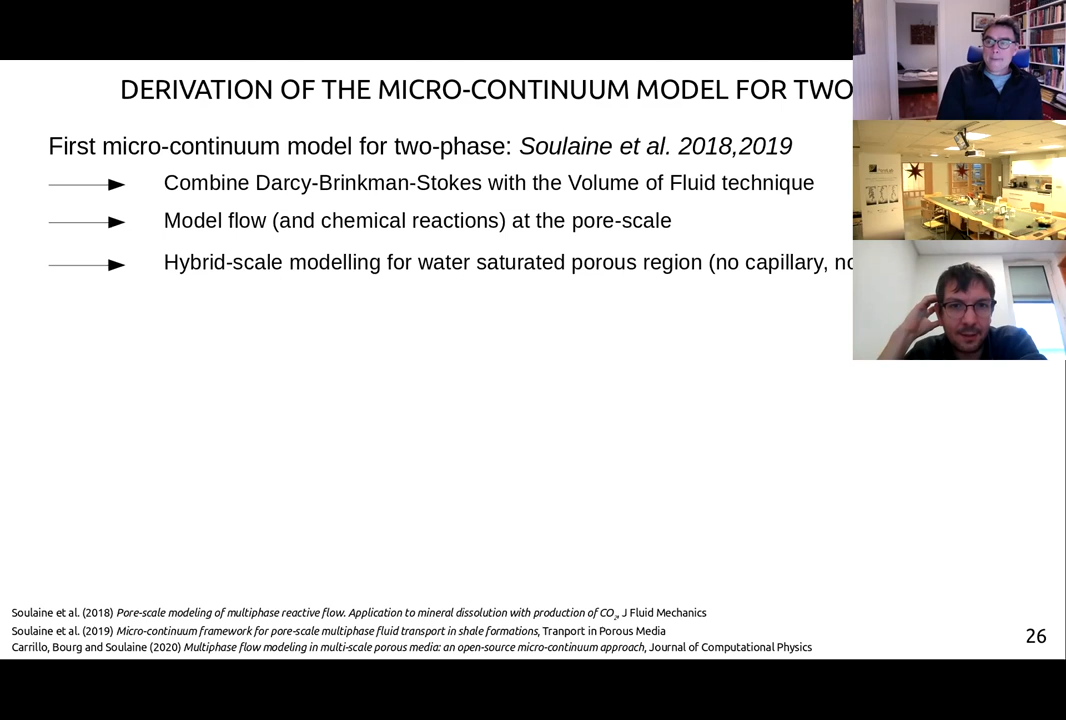 DERIVATION OF THE MICRO-CONTINUUM MODEL FOR TWO
First micro-continuum model for two-phase: Soulaine et al. 2018,2019
Combine Darcy-Brinkman-Stokes with the Volume of Fluid technique
Model flow (and chemical reactions) at the pore-scale
Hybrid-scale modelling for water saturated porous region (no capillary, no
Soulaine et al. (2018) Pore-scale modeling of multiphase reactive flow. Application to mineral dissolution with production of CO2, J Fluid Mechanics
Soulaine et al. (2019) Micro-continuum framework for pore-scale multiphase fluid transport in shale formations, Tranport in Porous Media
Carrillo, Bourg and Soulaine (2020) Multiphase flow modeling in multi-scale porous media: an open-source micro-continuum approach, Journal of Computational Physics
26